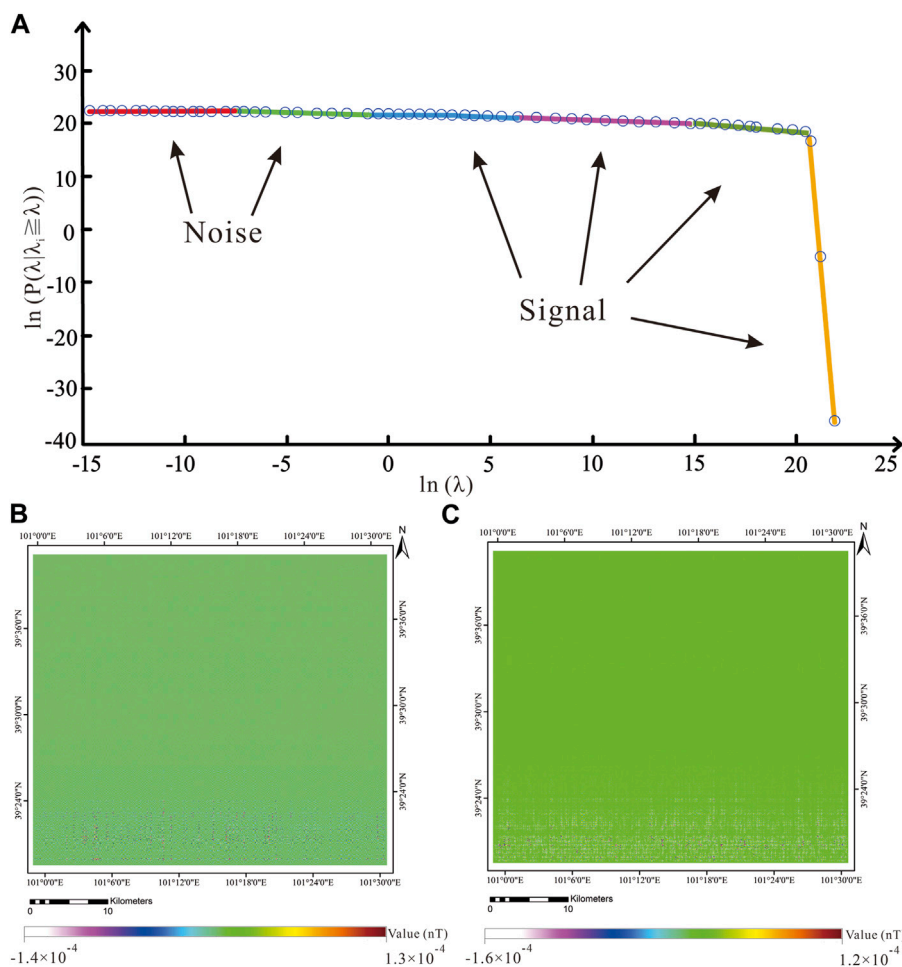 A
ln (P(λ|λi≧λ))
30
20
10
0
-10
-20
-30
-40
Noise
Signal
-15 -10 -5 0 5 10 15 20 25
ln (λ)
B
N
101°0'0"E 101°6'0"E 101°12'0"E 101°18'0"E 101°24'0"E 101°30'0"E
39°36'0"N 39°36'0"N
39°30'0"N 39°30'0"N
39°24'0"N 39°24'0"N
101°0'0"E 101°6'0"E 101°12'0"E 101°18'0"E 101°24'0"E 101°30'0"E
Kilometers
0 10
Value (nT)
-1.4×10⁻⁴ 1.3×10⁻⁴
C
N
101°0'0"E 101°6'0"E 101°12'0"E 101°18'0"E 101°24'0"E 101°30'0"E
39°36'0"N 39°36'0"N
39°30'0"N 39°30'0"N
39°24'0"N 39°24'0"N
101°0'0"E 101°6'0"E 101°12'0"E 101°18'0"E 101°24'0"E 101°30'0"E
Kilometers
0 10
Value (nT)
-1.6×10⁻⁴ 1.2×10⁻⁴